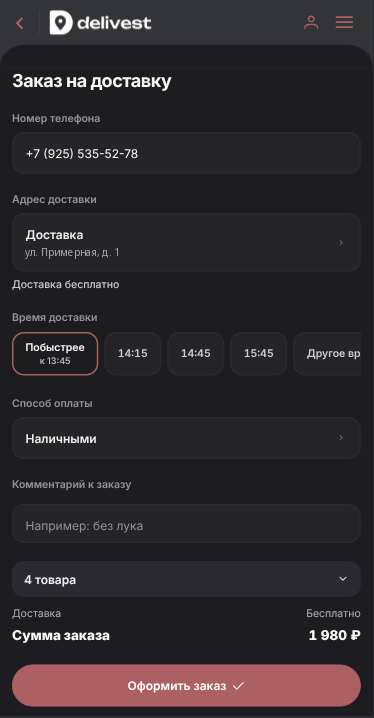 delivest
Заказ на доставку
Номер телефона
+7 (925) 535-52-78
Адрес доставки
Доставка
ул. Примерная, д. 1
Доставка бесплатно
Время доставки
Побыстрее
к 13:45
14:15
14:45
15:45
Другое вр
Способ оплаты
Наличными
Комментарий к заказу
Например: без лука
4 товара
Доставка Бесплатно
Сумма заказа 1 980 ₽
Оформить заказ